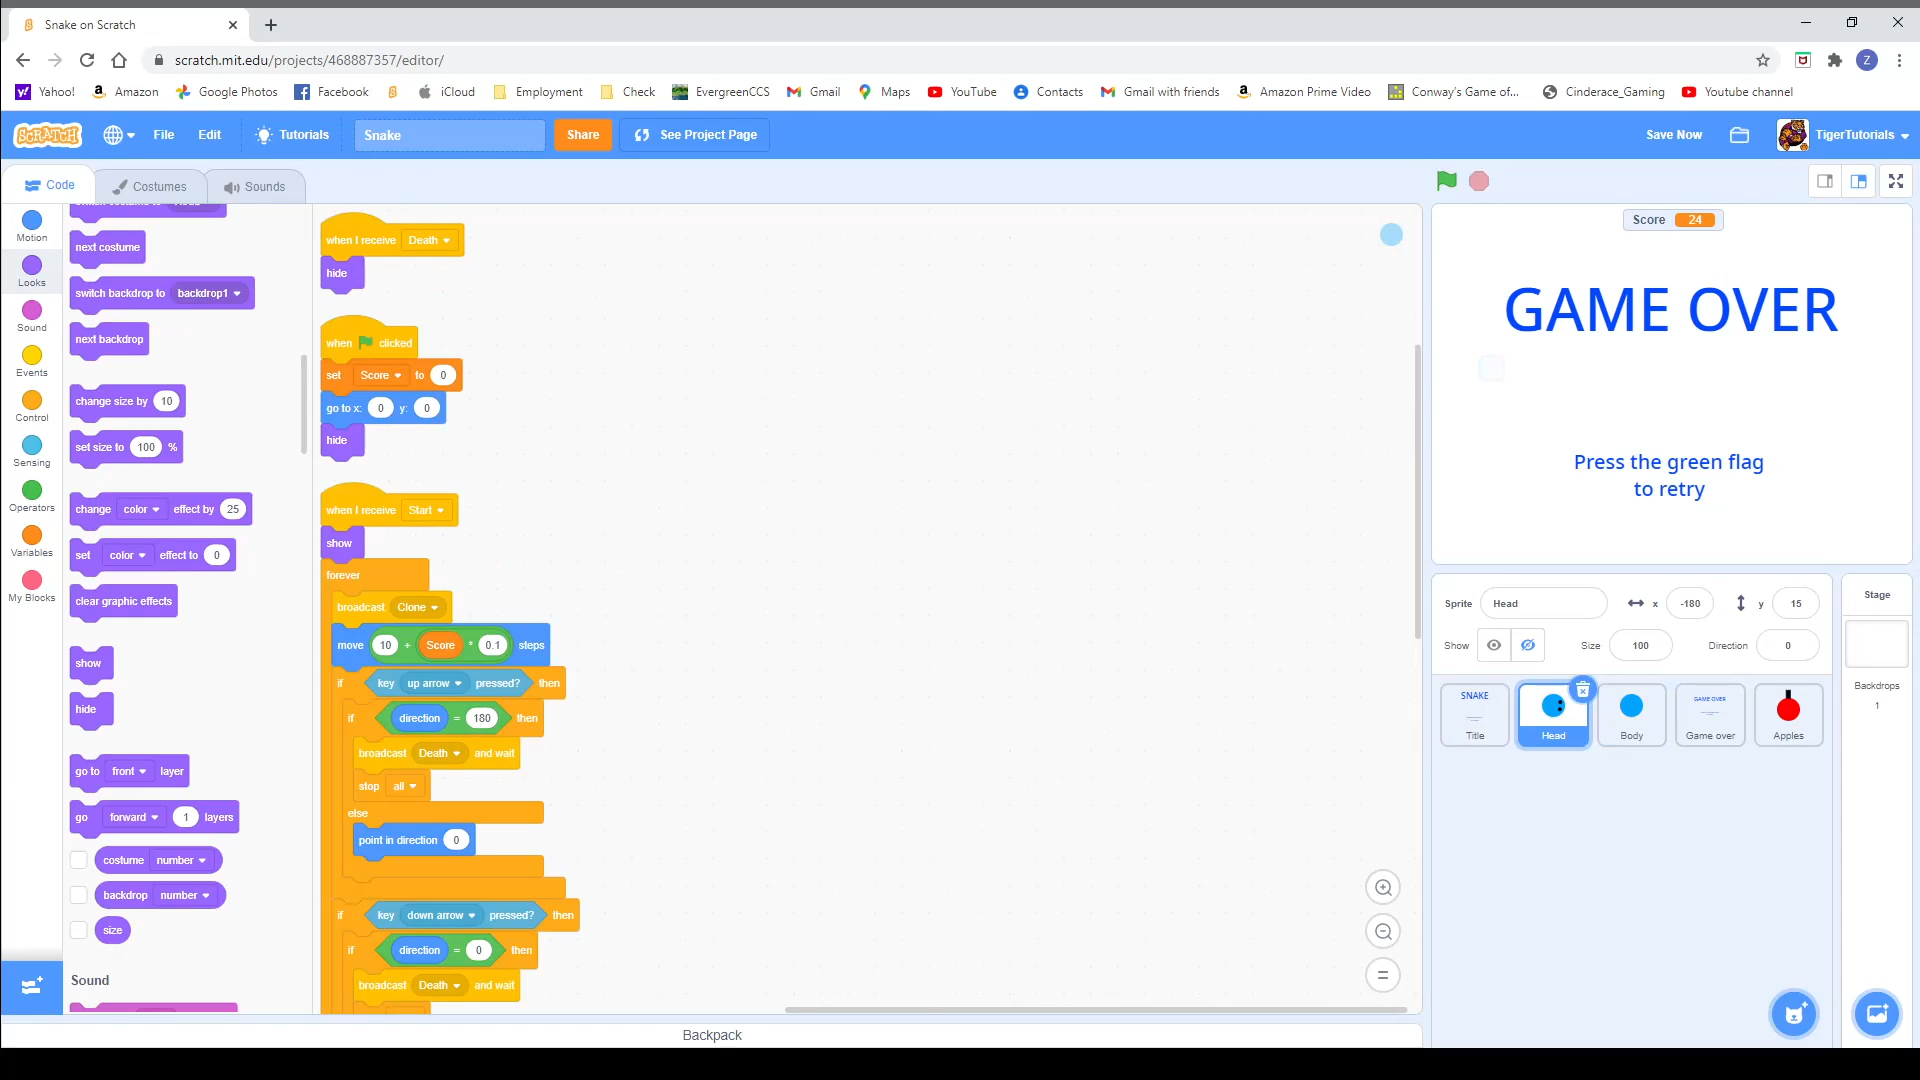 Snake on Scratch
scratch.mit.edu/projects/468887357/editor/
Z
Yahoo!
Amazon
Google Photos
Facebook
iCloud
Employment
Check
EvergreenCCS
Gmail
Maps
YouTube
Contacts
Gmail with friends
Amazon Prime Video
Conway's Game of...
Cinderace_Gaming
Youtube channel
SCRATCH
File
Edit
Tutorials
Snake
Share
See Project Page
Save Now
TigerTutorials
Code
Costumes
Sounds
Motion
Looks
Sound
Events
Control
Sensing
Operators
Variables
My Blocks
next costume
switch backdrop to backdrop1
next backdrop
change size by 10
set size to 100 %
change color effect by 25
set color effect to 0
clear graphic effects
show
hide
go to front layer
go forward 1 layers
costume number
backdrop number
size
Sound
when I receive Death
hide
when clicked
set Score to 0
go to x: 0 y: 0
hide
when I receive Start
show
forever
broadcast Clone
move 10 + Score * 0.1 steps
if key up arrow pressed? then
if direction = 180 then
broadcast Death and wait
stop all
else
point in direction 0
if key down arrow pressed? then
if direction = 0 then
broadcast Death and wait
Backpack
Score 24
GAME OVER
Press the green flag
to retry
Sprite Head x -180 y 15
Show Size 100 Direction 0
SNAKE
Title
Head
Body
GAME OVER
Game over
Apples
Stage
Backdrops
1